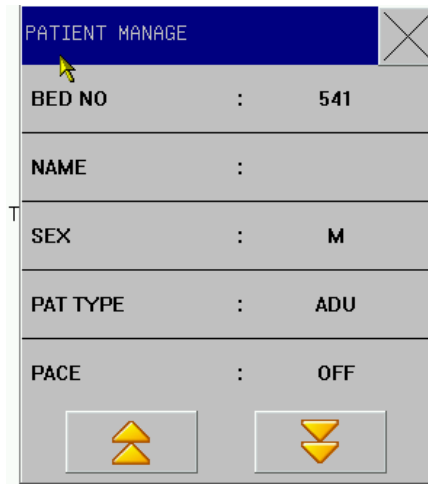 PATIENT MANAGE
BED NO : 541
NAME :
T
SEX : M
PAT TYPE : ADU
PACE : OFF